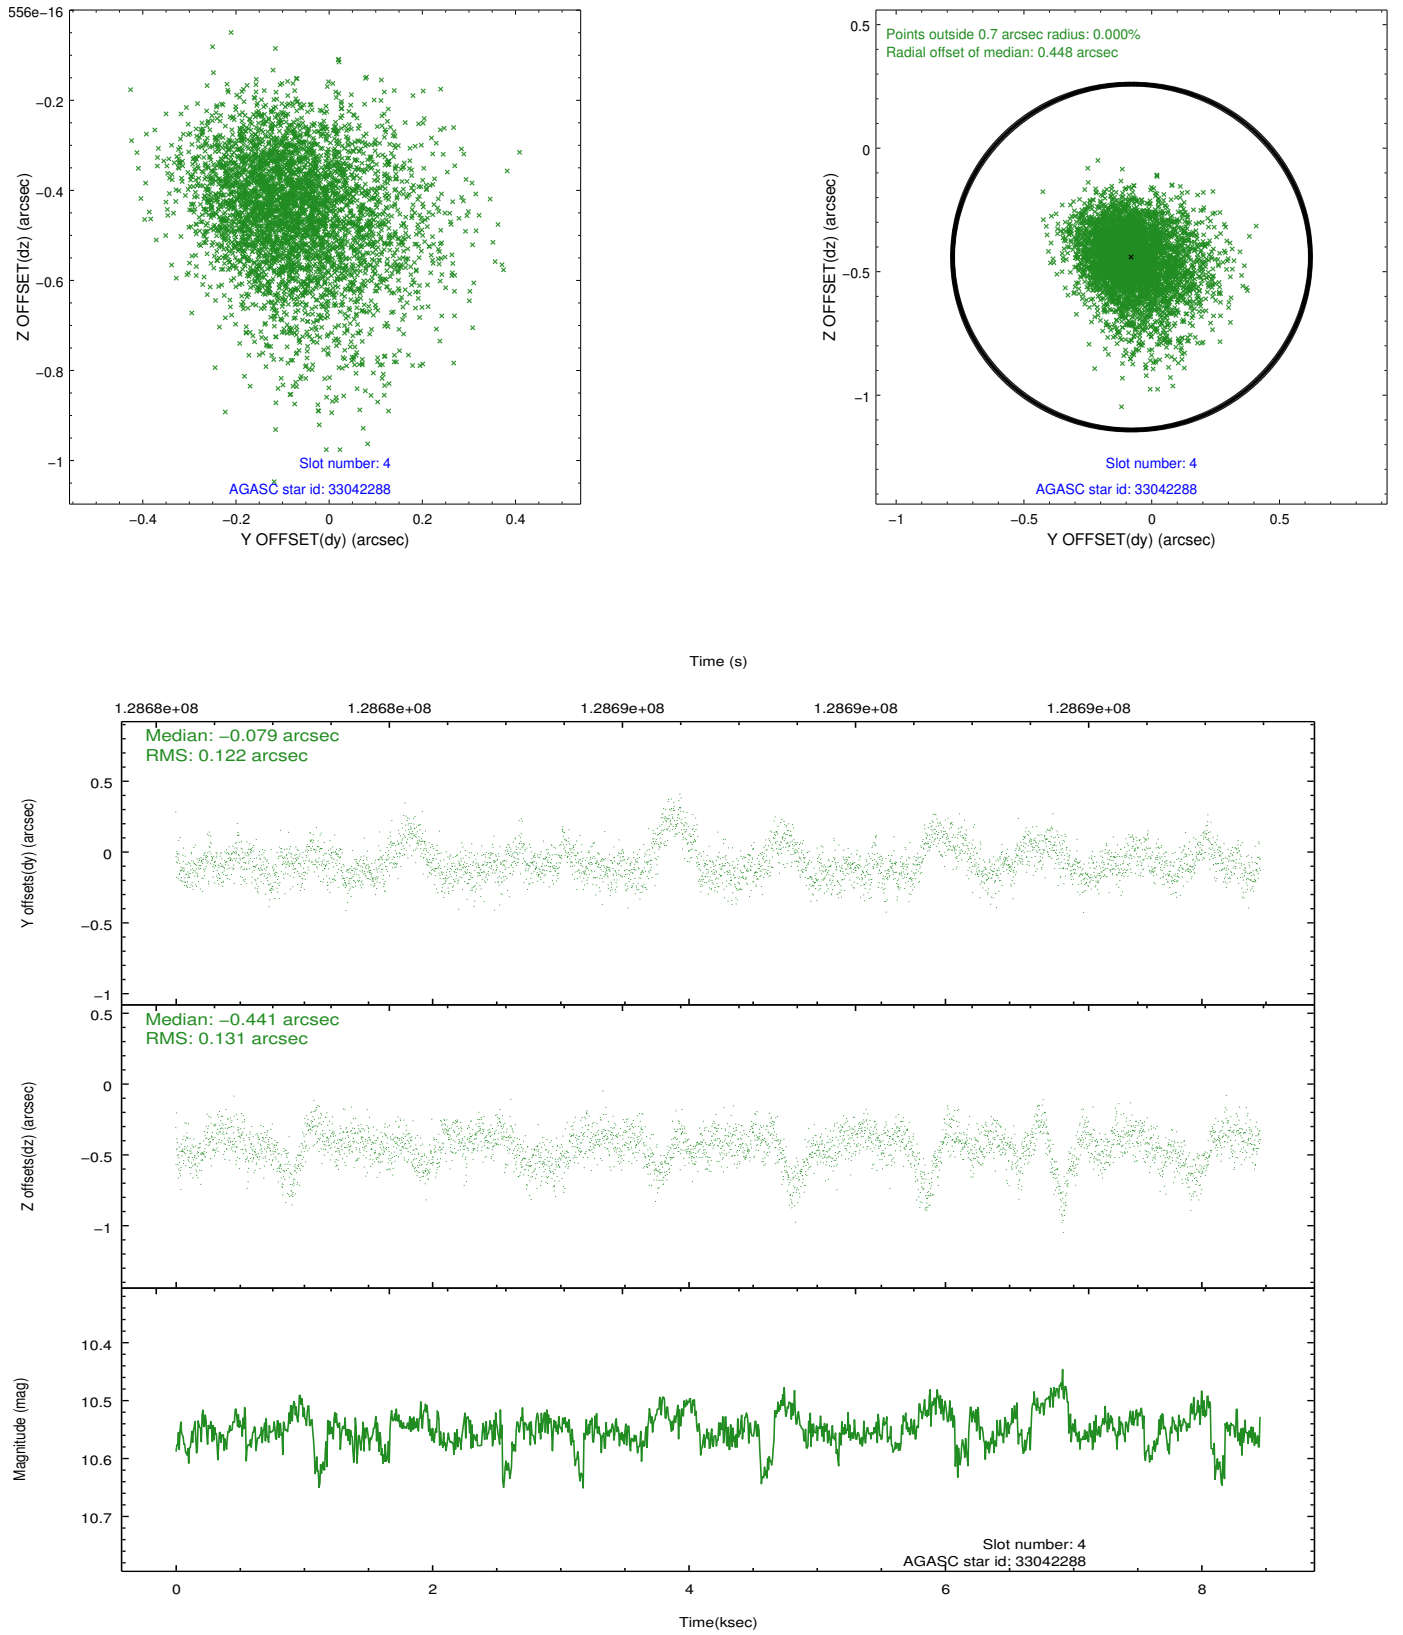 556e−16
−0.2
−0.4
−0.6
−0.8
−1
Z OFFSET(dz) (arcsec)
Slot number: 4
AGASC star id: 33042288
−0.4 −0.2 0 0.2 0.4
Y OFFSET(dy) (arcsec)
Points outside 0.7 arcsec radius: 0.000%
Radial offset of median: 0.448 arcsec
0.5
0
−0.5
−1
Z OFFSET(dz) (arcsec)
Slot number: 4
AGASC star id: 33042288
−1 −0.5 0 0.5
Y OFFSET(dy) (arcsec)
Time (s)
1.2868e+08 1.2868e+08 1.2869e+08 1.2869e+08 1.2869e+08
Median: −0.079 arcsec
RMS: 0.122 arcsec
0.5
0
−0.5
−1
Y offsets(dy) (arcsec)
Median: −0.441 arcsec
RMS: 0.131 arcsec
0.5
0
−0.5
−1
Z offsets(dz) (arcsec)
10.4
10.5
10.6
10.7
Magnitude (mag)
Slot number: 4
AGASC star id: 33042288
0 2 4 6 8
Time(ksec)